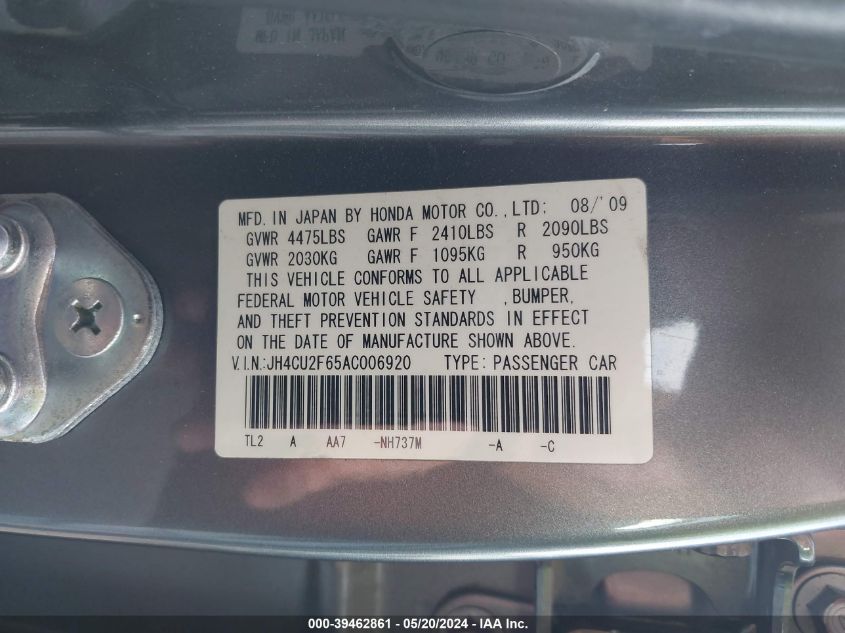 MFD. IN JAPAN BY HONDA MOTOR CO.,LTD: 08/'09
GVWR 4475LBS GAWR F 2410LBS R 2090LBS
GVWR 2030KG GAWR F 1095KG R 950KG
THIS VEHICLE CONFORMS TO ALL APPLICABLE
FEDERAL MOTOR VEHICLE SAFETY ,BUMPER,
AND THEFT PREVENTION STANDARDS IN EFFECT
ON THE DATE OF MANUFACTURE SHOWN ABOVE.
V.I.N.:JH4CU2F65AC006920 TYPE: PASSENGER CAR
TL2 A AA7 -NH737M -A -C
000-39462861 - 05/20/2024 - IAA Inc.